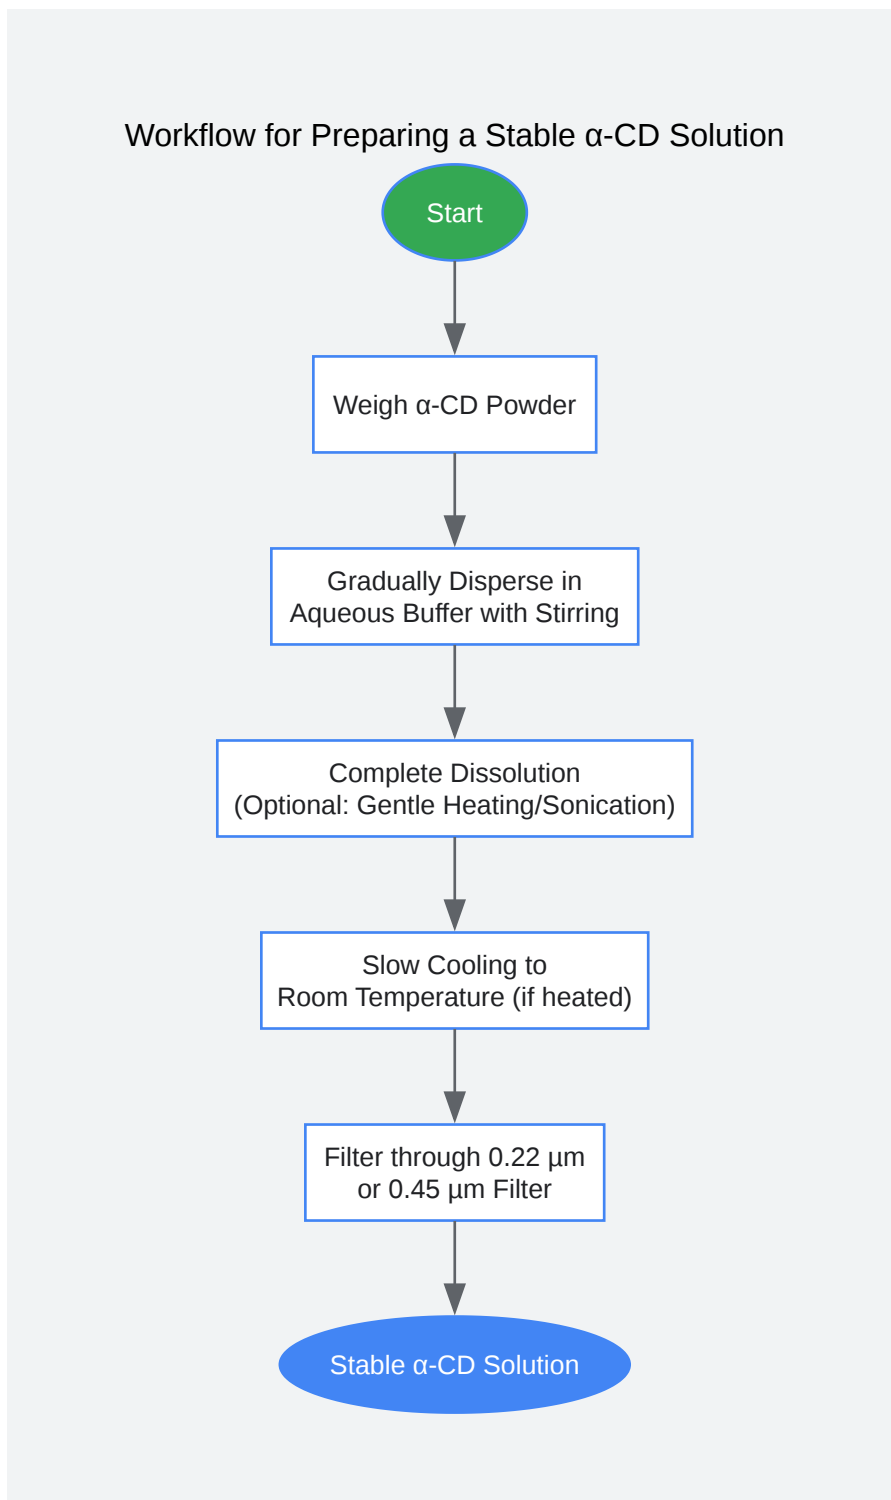 Workflow for Preparing a Stable α-CD Solution
Start
Weigh α-CD Powder
Gradually Disperse in
Aqueous Buffer with Stirring
Complete Dissolution
(Optional: Gentle Heating/Sonication)
Slow Cooling to
Room Temperature (if heated)
Filter through 0.22 µm
or 0.45 µm Filter
Stable α-CD Solution